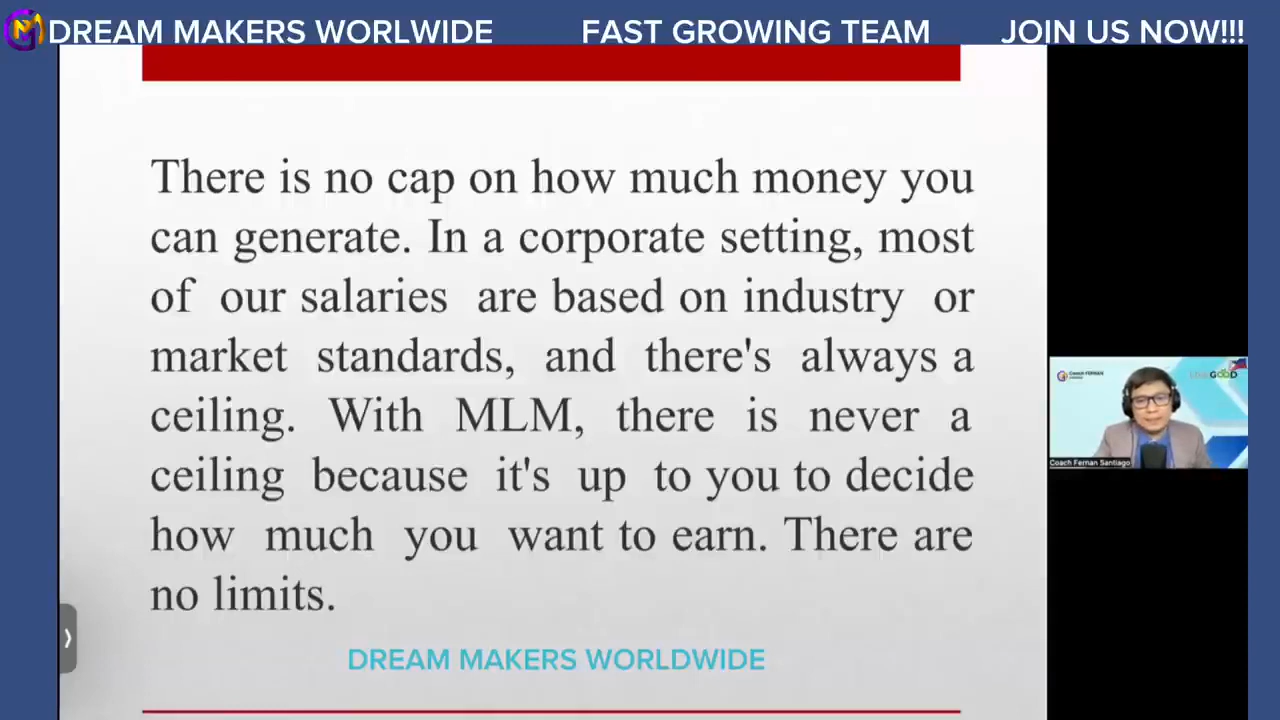 DREAM MAKERS WORLWIDE FAST GROWING TEAM JOIN US NOW!!!
There is no cap on how much money you
can generate. In a corporate setting, most
of our salaries are based on industry or
market standards, and there's always a
ceiling. With MLM, there is never a
ceiling because it's up to you to decide
how much you want to earn. There are
no limits.
DREAM MAKERS WORLDWIDE
Coach FERNAN
GOOD
Coach Fernan Santiago